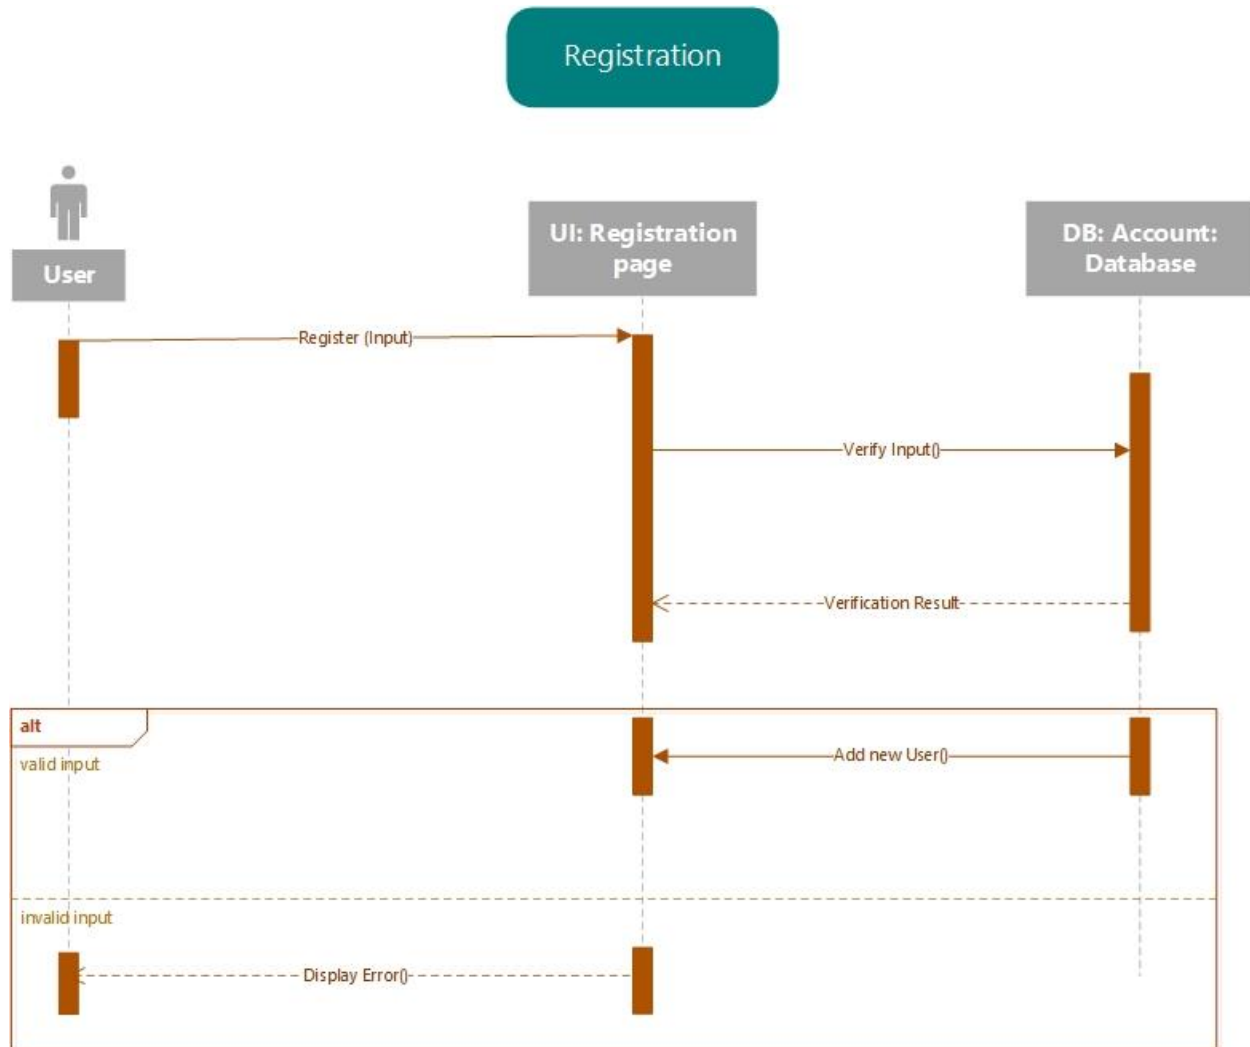 Registration
User
UI: Registration
page
DB: Account:
Database
Register (Input)
Verify Input()
Verification Result
alt
valid input
Add new User()
invalid input
Display Error()